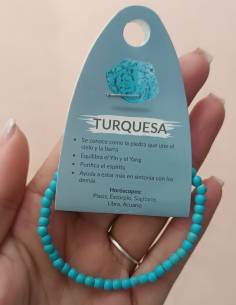 TURQUESA
• Se conoce como la piedra que une el
cielo y la tierra
• Equilibra el Yin y el Yang
• Purifica el espíritu
• Ayuda a estar más en sintonía con los
demás
Horóscopos:
Piscis, Escorpio, Sagitario,
Libra, Acuario